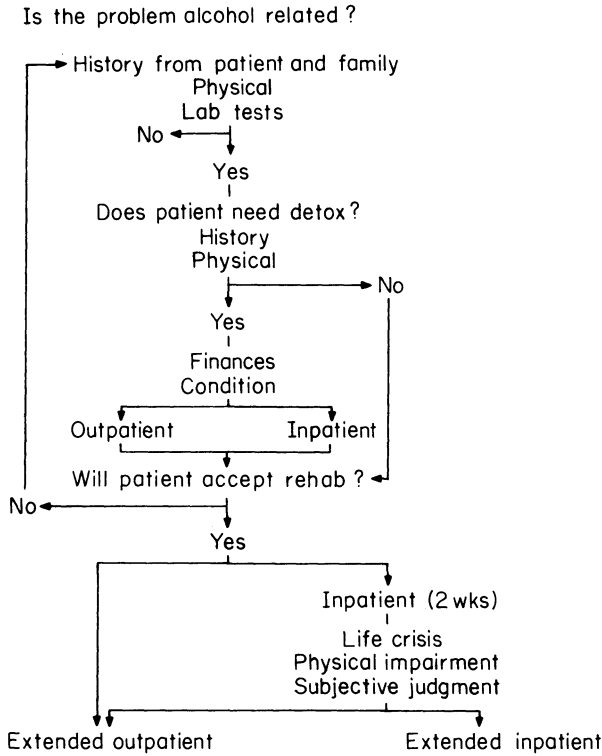 Is the problem alcohol related?
History from patient and family
Physical
Lab tests
No
Yes
Does patient need detox?
History
Physical
No
Yes
Finances
Condition
Outpatient
Inpatient
Will patient accept rehab?
No
Yes
Inpatient (2 wks)
Life crisis
Physical impairment
Subjective judgment
Extended outpatient
Extended inpatient